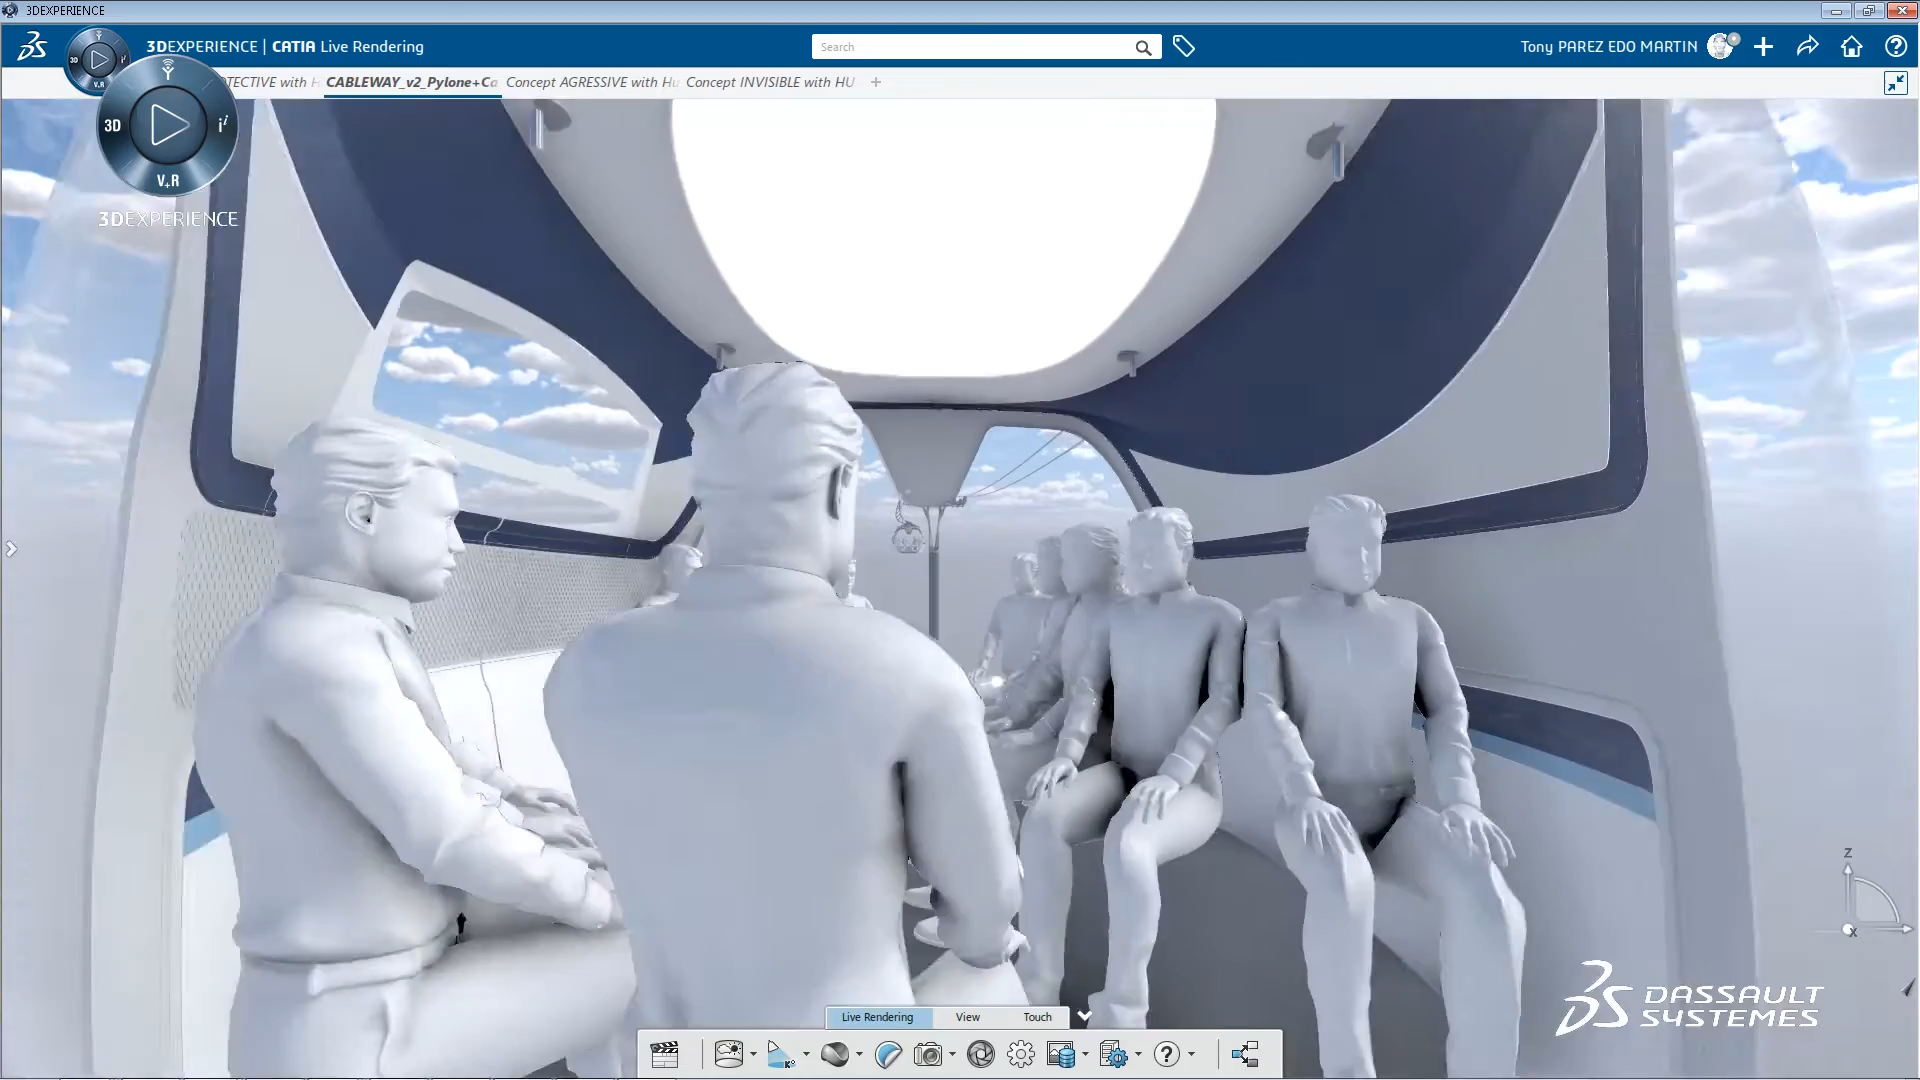 3DEXPERIENCE
3DEXPERIENCE | CATIA Live Rendering
Search
Tony PAREZ EDO MARTIN
3D
V.R
TECTIVE with H
CABLEWAY_v2_Pylone+Ca
Concept AGRESSIVE with Hu
Concept INVISIBLE with HU
3D
V+R
3DEXPERIENCE
Z
X
DASSAULT
SYSTEMES
Live Rendering
View
Touch